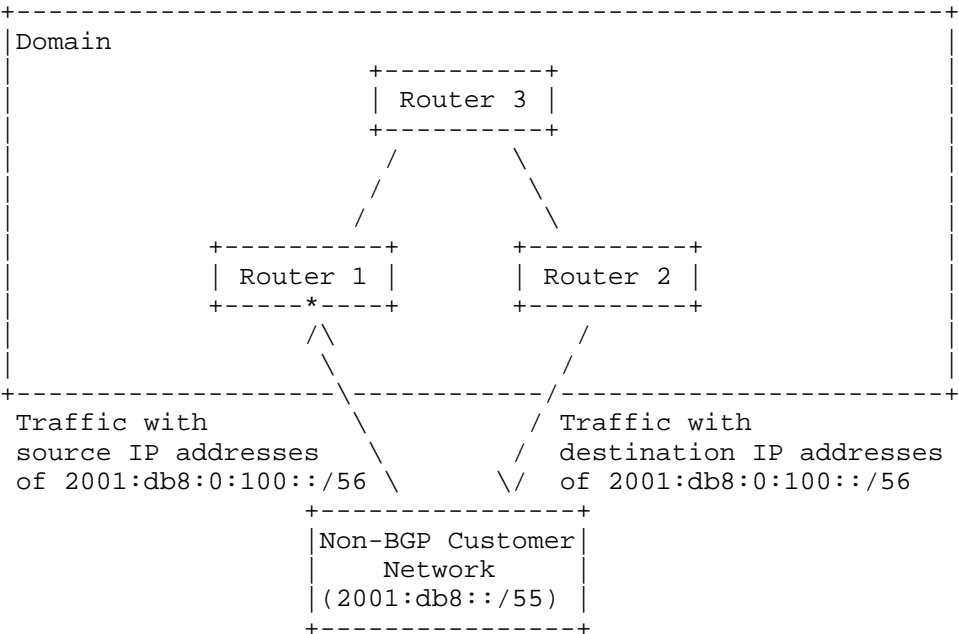 Domain
Router 3
Router 1 Router 2
Traffic with Traffic with
source IP addresses destination IP addresses
of 2001:db8:0:100::/56 of 2001:db8:0:100::/56
Non-BGP Customer
Network
(2001:db8::/55)